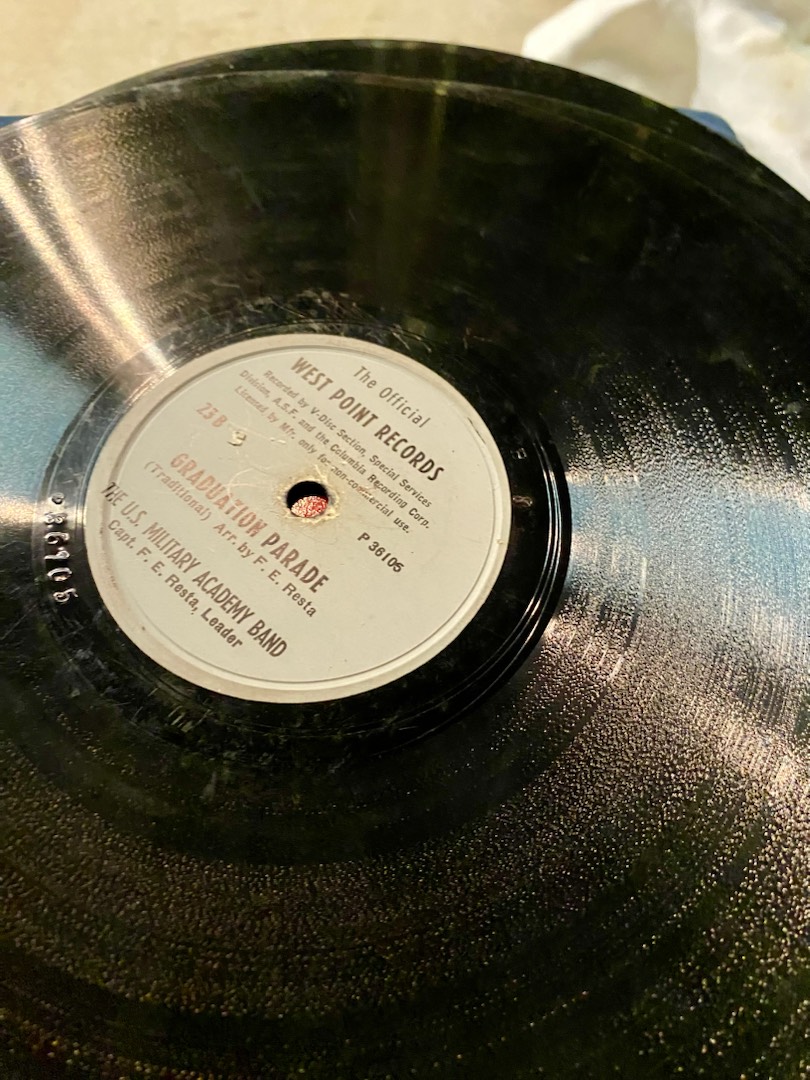 The Official
WEST POINT RECORDS
Recorded by V-Disc Section, Special Services
Division, A.S.F. and the Columbia Recording Corp.
Licensed by Mfr. only for non-commercial use.
23B
P 36105
GRADUATION PARADE
(Traditional) Arr. by F. E. Resta
THE U.S. MILITARY ACADEMY BAND
Capt. F. E. Resta, Leader